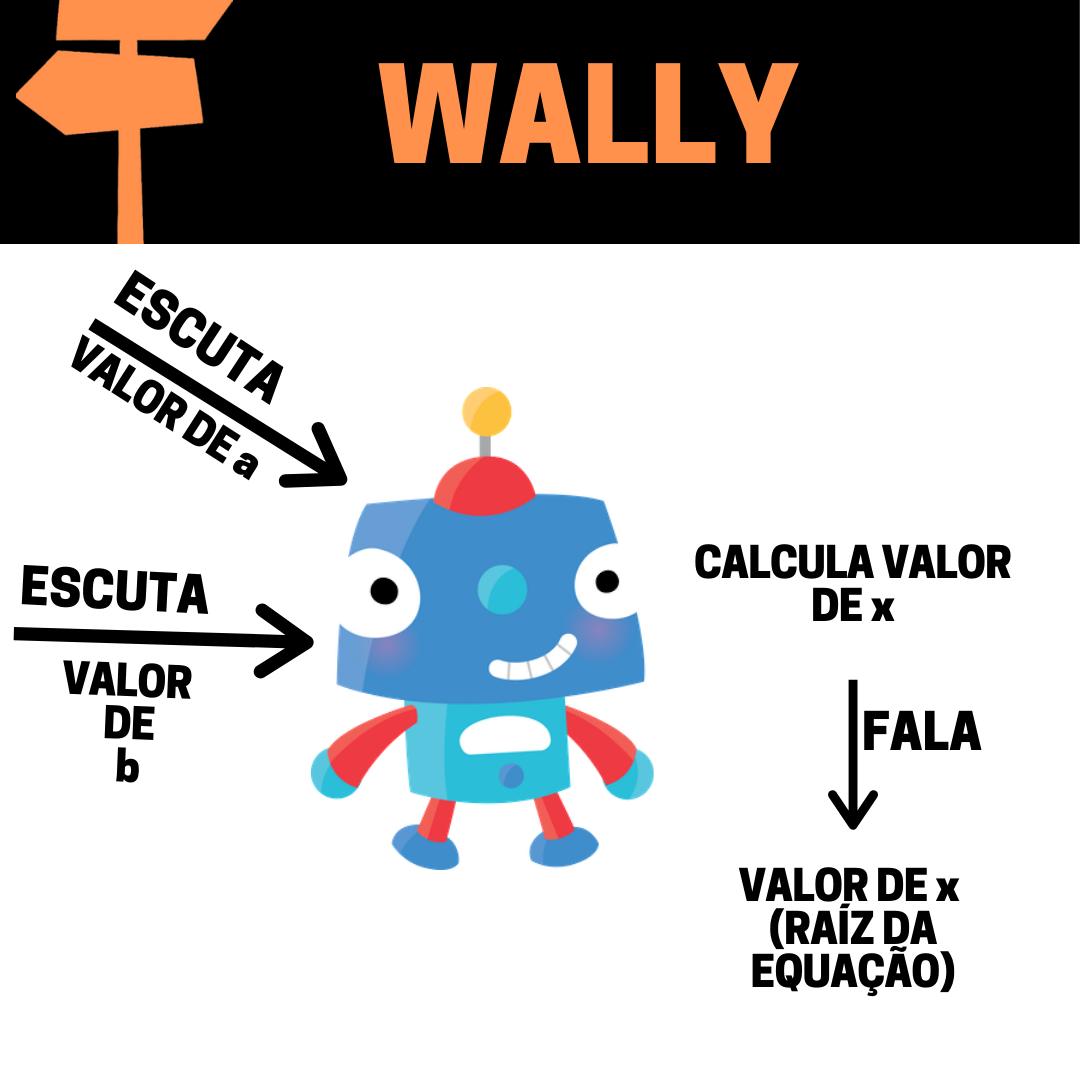 WALLY
ESCUTA
VALOR DE a
ESCUTA
VALOR
DE
b
CALCULA VALOR
DE x
FALA
VALOR DE x
(RAÍZ DA
EQUAÇÃO)